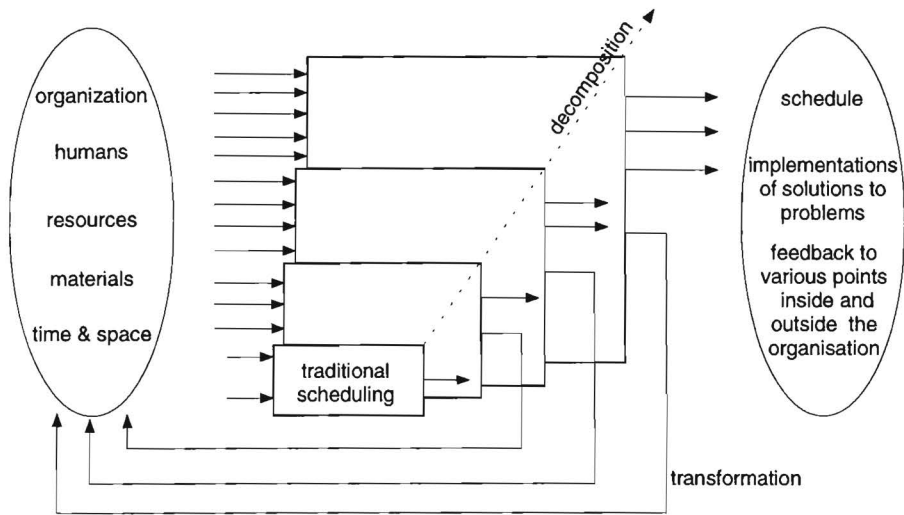 organization
humans
resources
materials
time & space
decomposition
traditional
scheduling
schedule
implementations
of solutions to
problems
feedback to
various points
inside and
outside the
organisation
transformation